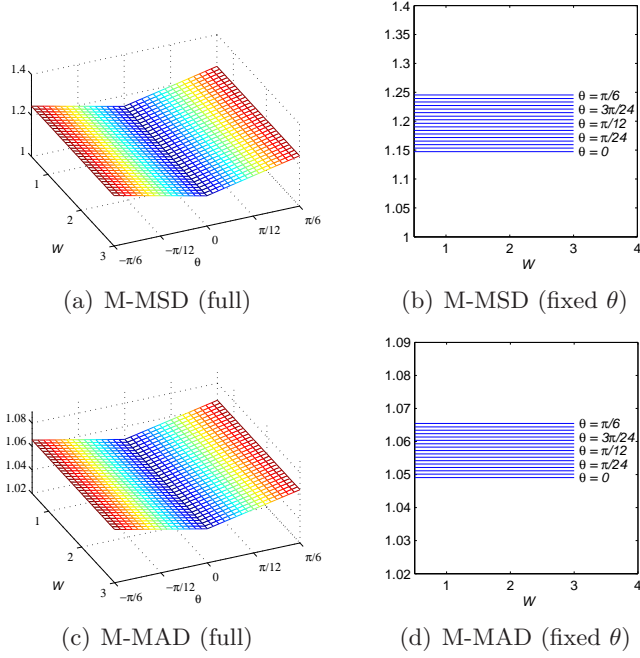 1.4
1.2
1
1
2
3
W
−π/6
−π/12
0
π/12
π/6
θ
(a) M-MSD (full)
1.4
1.35
1.3
1.25
1.2
1.15
1.1
1.05
1
θ = π/6
θ = 3π/24
θ = π/12
θ = π/24
θ = 0
1
2
3
4
W
(b) M-MSD (fixed θ)
1.08
1.06
1.04
1.02
1
2
3
W
−π/6
−π/12
0
π/12
π/6
θ
(c) M-MAD (full)
1.09
1.08
1.07
1.06
1.05
1.04
1.03
1.02
θ = π/6
θ = 3π/24
θ = π/12
θ = π/24
θ = 0
1
2
3
4
W
(d) M-MAD (fixed θ)